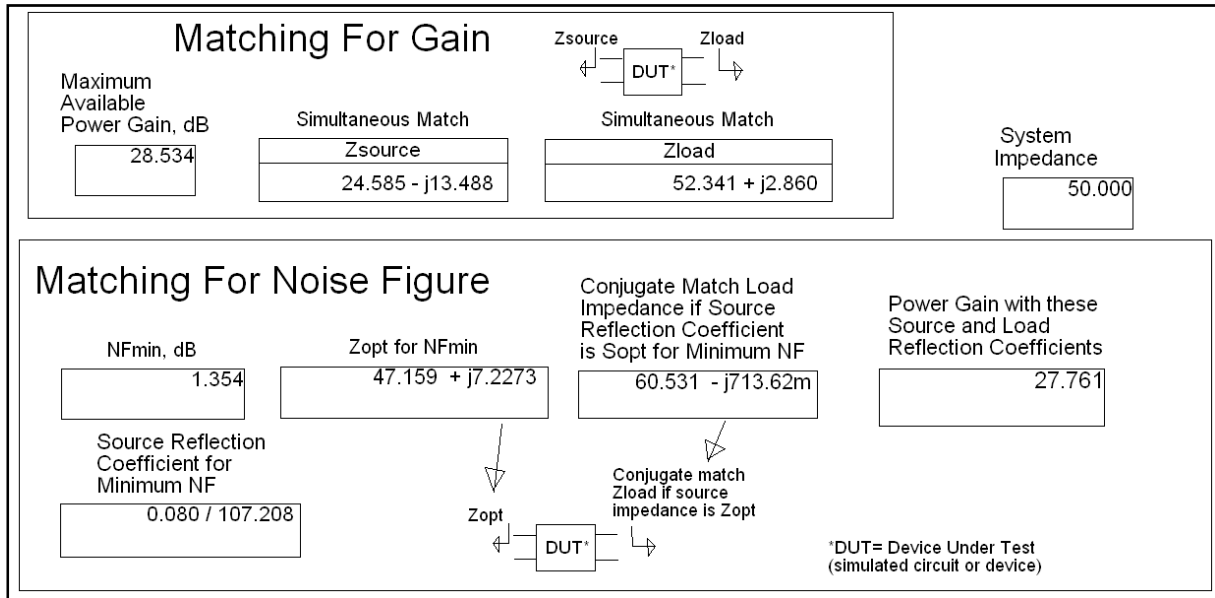 Matching For Gain
Zsource
Zload
DUT*
Maximum
Available
Power Gain, dB
28.534
Simultaneous Match
Zsource
24.585 - j13.488
Simultaneous Match
Zload
52.341 + j2.860
System
Impedance
50.000
Matching For Noise Figure
NFmin, dB
1.354
Zopt for NFmin
47.159 + j7.2273
Conjugate Match Load
Impedance if Source
Reflection Coefficient
is Sopt for Minimum NF
60.531 - j713.62m
Power Gain with these
Source and Load
Reflection Coefficients
27.761
Source Reflection
Coefficient for
Minimum NF
0.080 / 107.208
Zopt
DUT*
Conjugate match
Zload if source
impedance is Zopt
*DUT= Device Under Test
(simulated circuit or device)